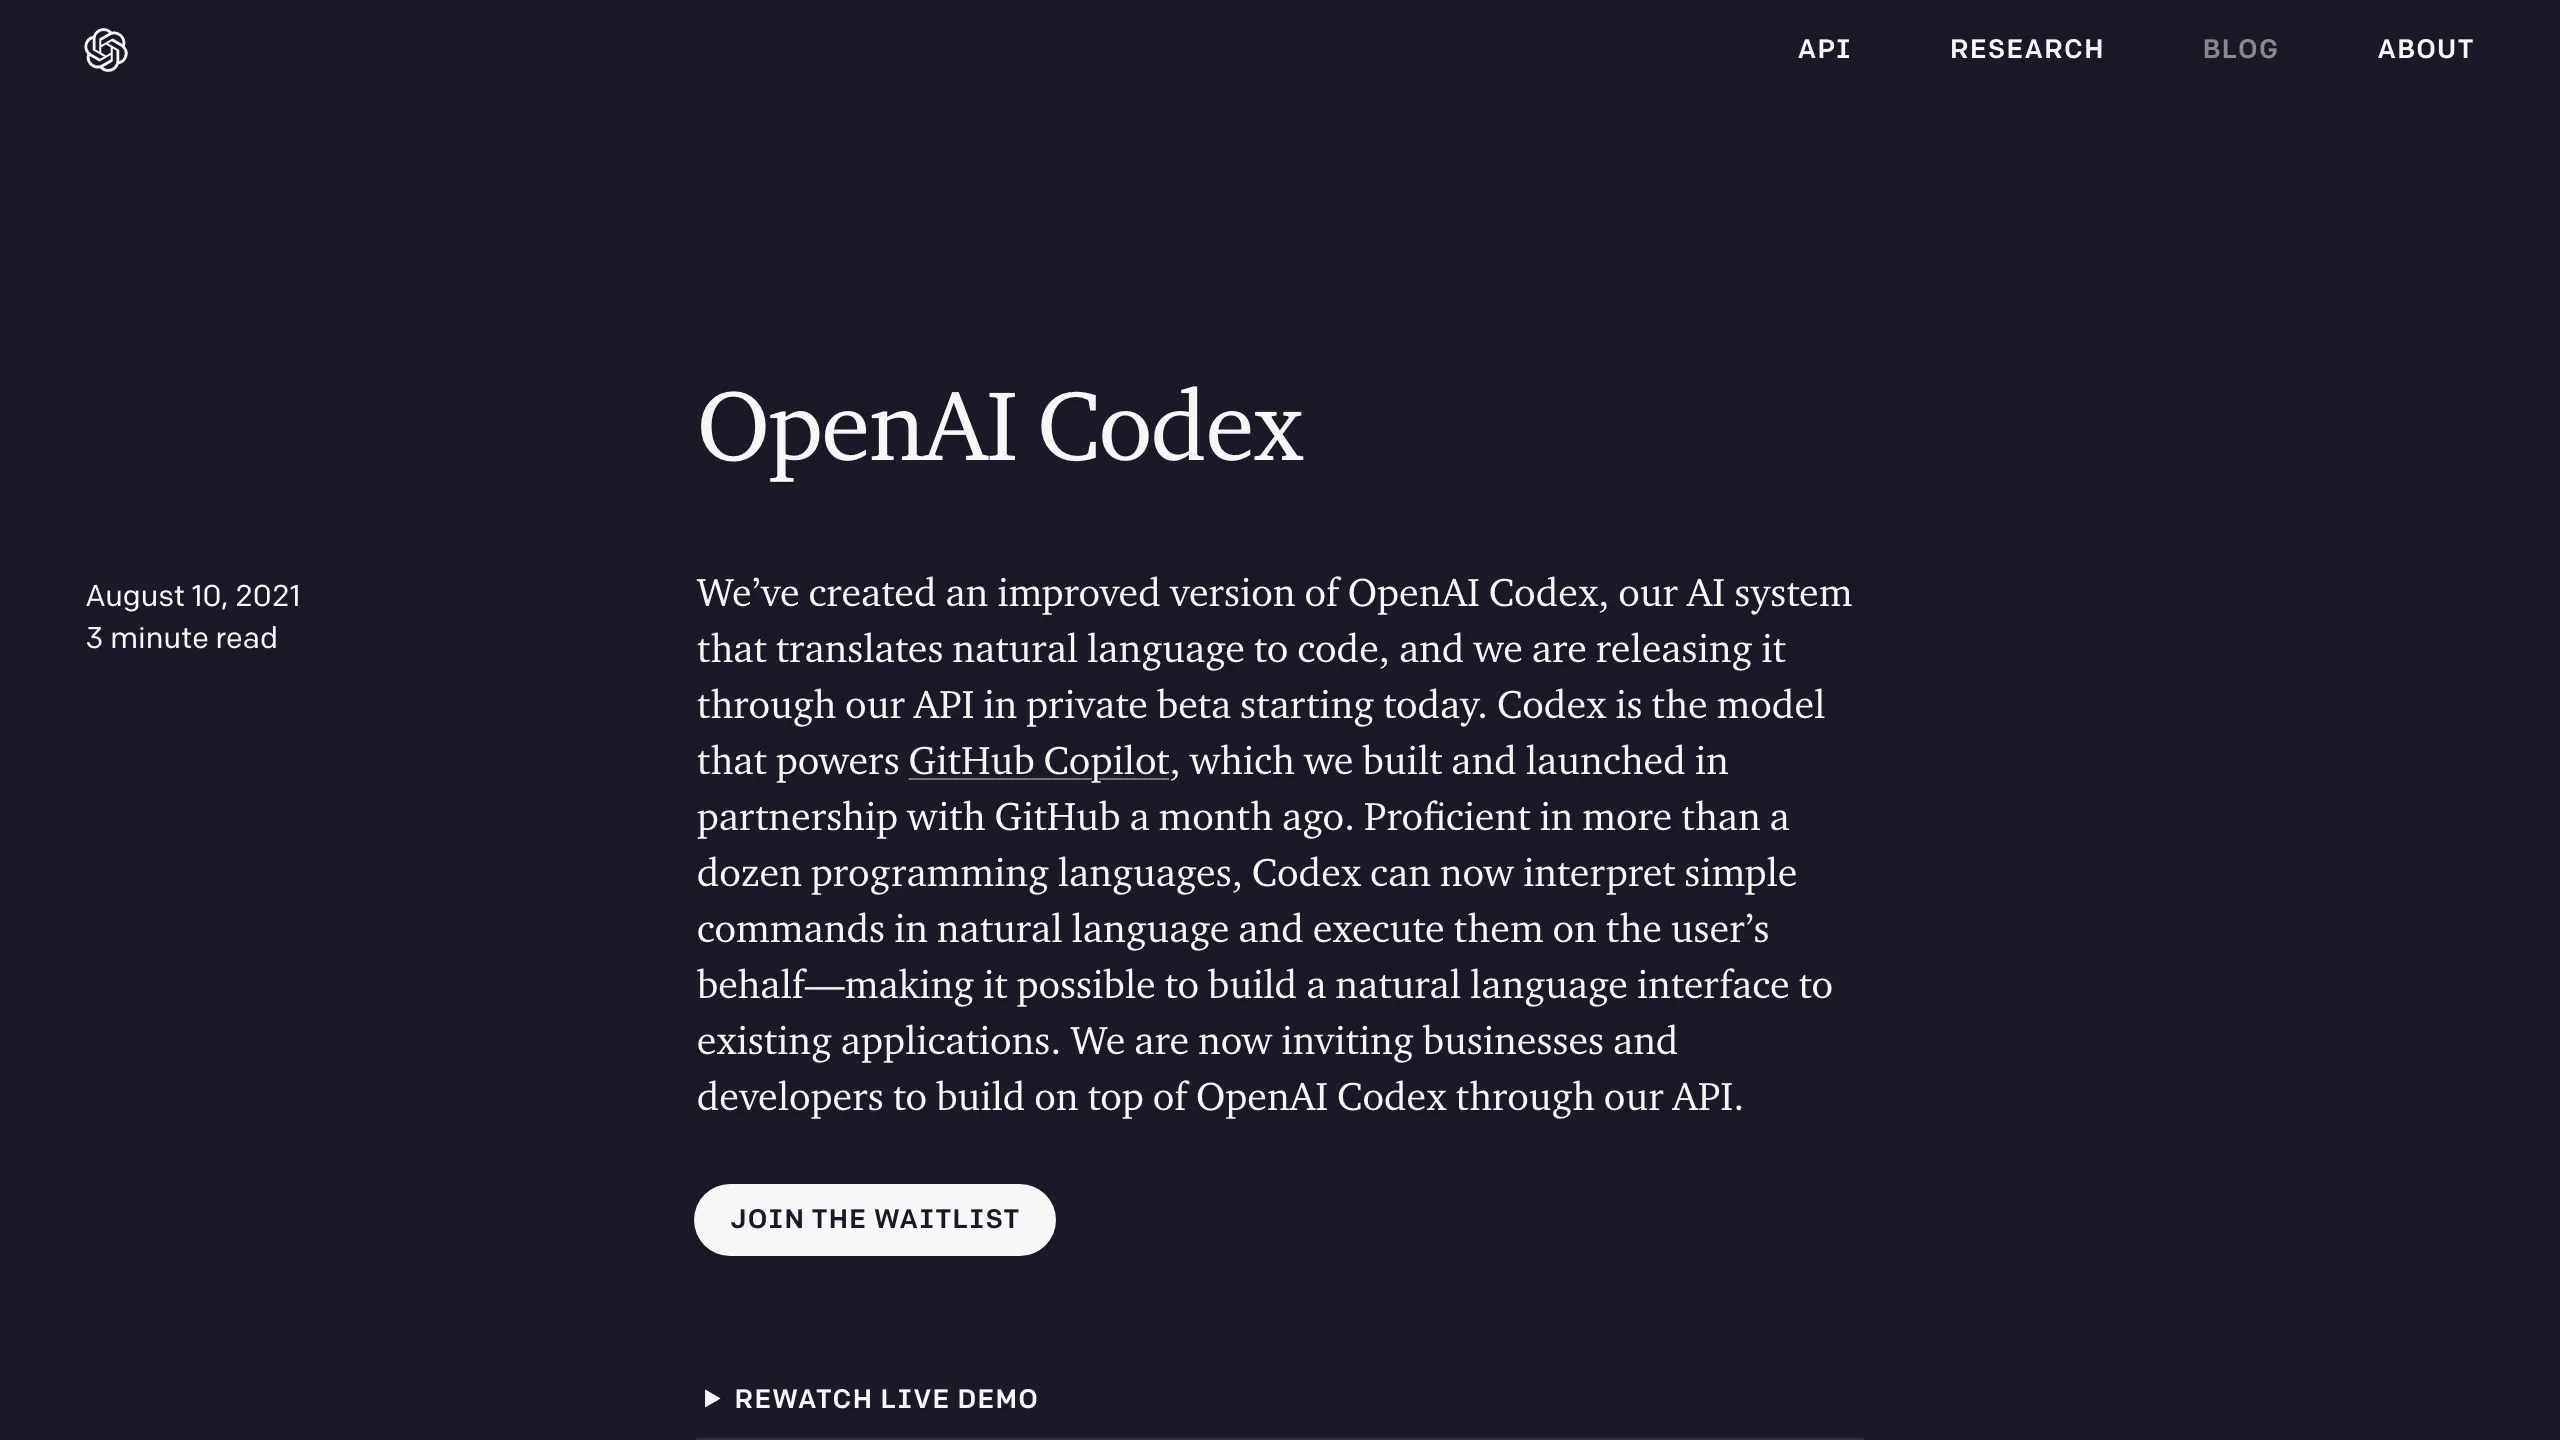 API RESEARCH BLOG ABOUT
OpenAI Codex
August 10, 2021
3 minute read
We’ve created an improved version of OpenAI Codex, our AI system
that translates natural language to code, and we are releasing it
through our API in private beta starting today. Codex is the model
that powers GitHub Copilot, which we built and launched in
partnership with GitHub a month ago. Proficient in more than a
dozen programming languages, Codex can now interpret simple
commands in natural language and execute them on the user’s
behalf—making it possible to build a natural language interface to
existing applications. We are now inviting businesses and
developers to build on top of OpenAI Codex through our API.
JOIN THE WAITLIST
REWATCH LIVE DEMO